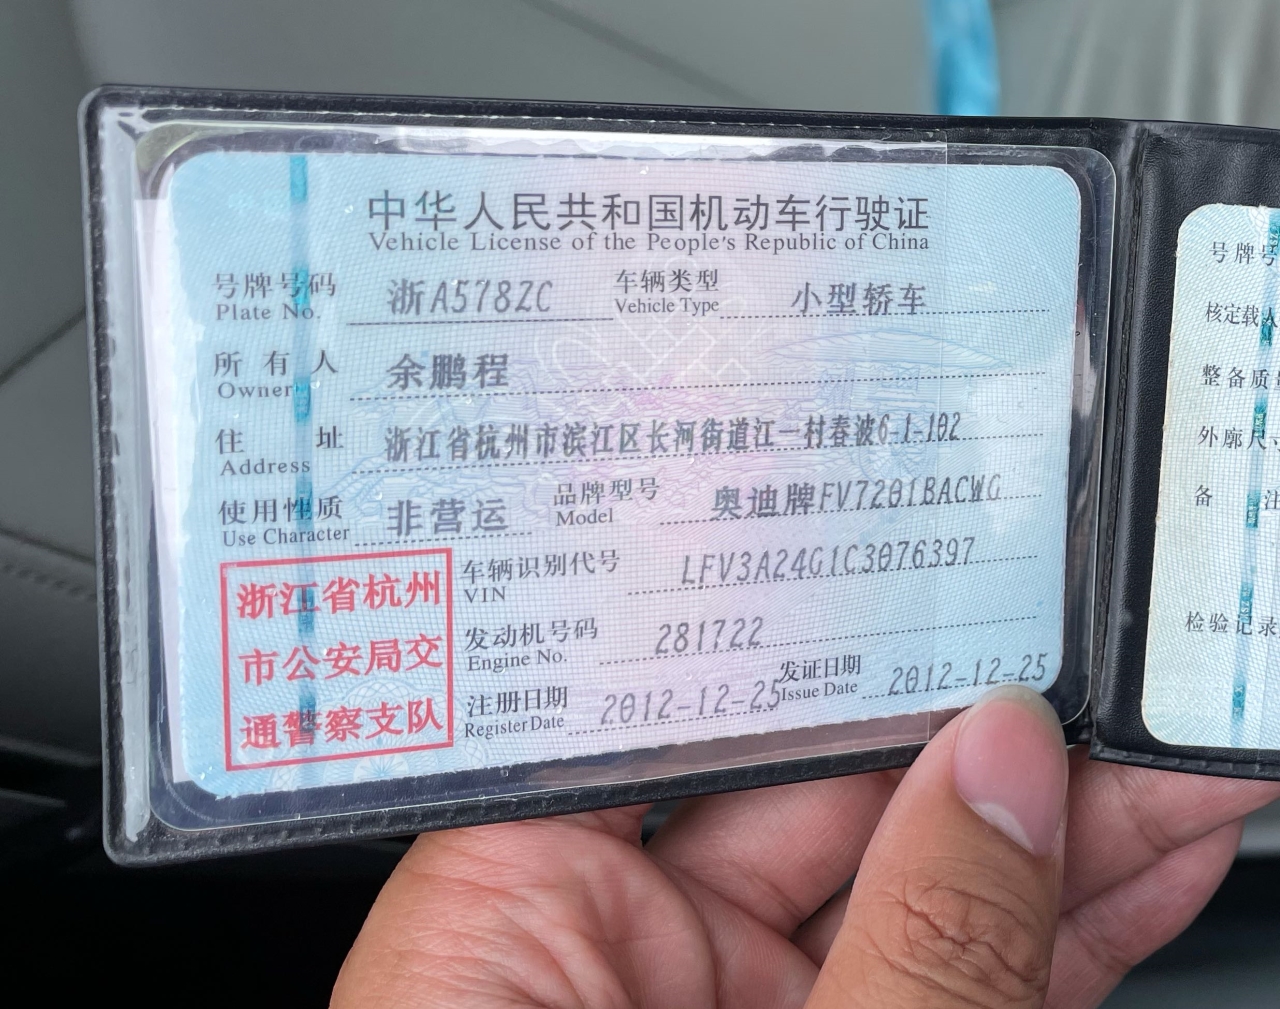 中华人民共和国机动车行驶证
Vehicle License of the People's Republic of China
号牌号码 浙A578ZC 车辆类型 小型轿车
Plate No. Vehicle Type
所有人 余鹏程
Owner
住址 浙江省杭州市滨江区长河街道江一村春波6-1-102
Address
使用性质 非营运 品牌型号 奥迪牌FV7201BACWG
Use Character Model
浙江省杭州
市公安局交
通警察支队
车辆识别代号 LFV3A24G1C3076397
VIN
发动机号码 281722
Engine No.
注册日期 2012-12-25 发证日期 2012-12-25
Register Date Issue Date
号牌号
核定载人
整备质量
外廓尺寸
备注
检验记录